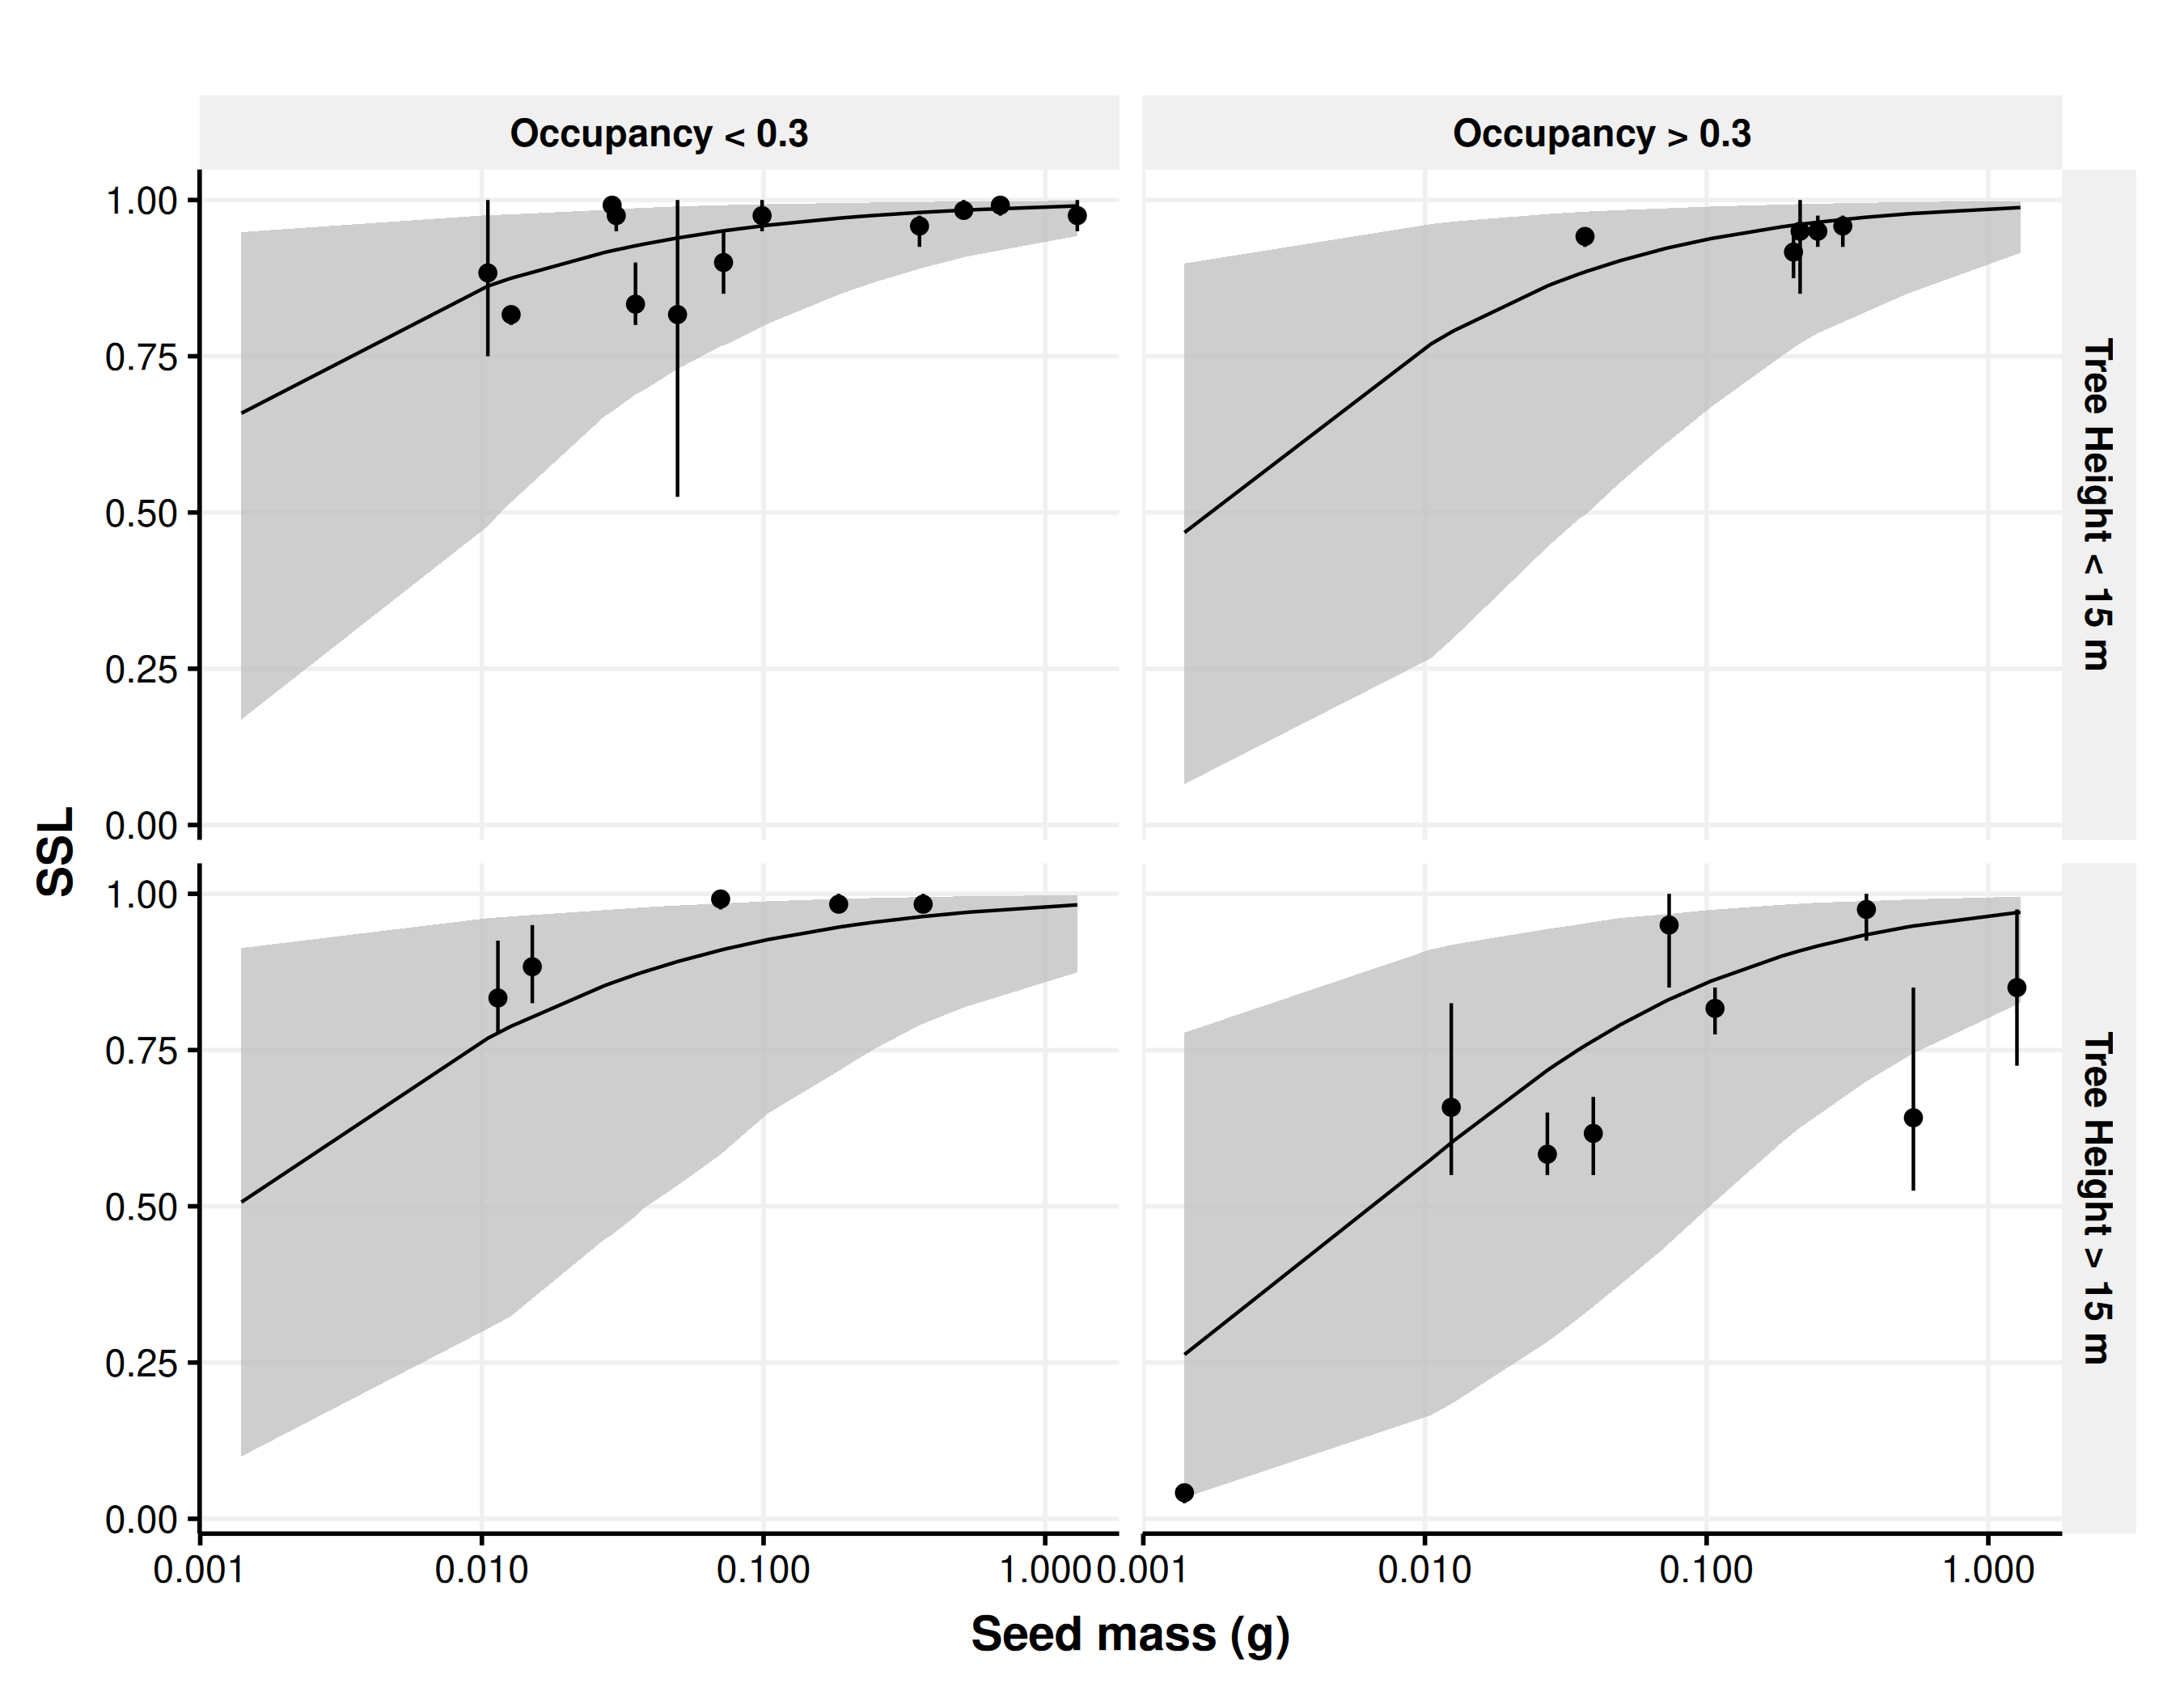 Occupancy < 0.3
Occupancy > 0.3
1.00
0.75
0.50
0.25
0.00
Tree Height < 15 m
SSL
1.00
0.75
0.50
0.25
0.00
Tree Height > 15 m
0.001 0.010 0.100 1.000
0.001 0.010 0.100 1.000
Seed mass (g)